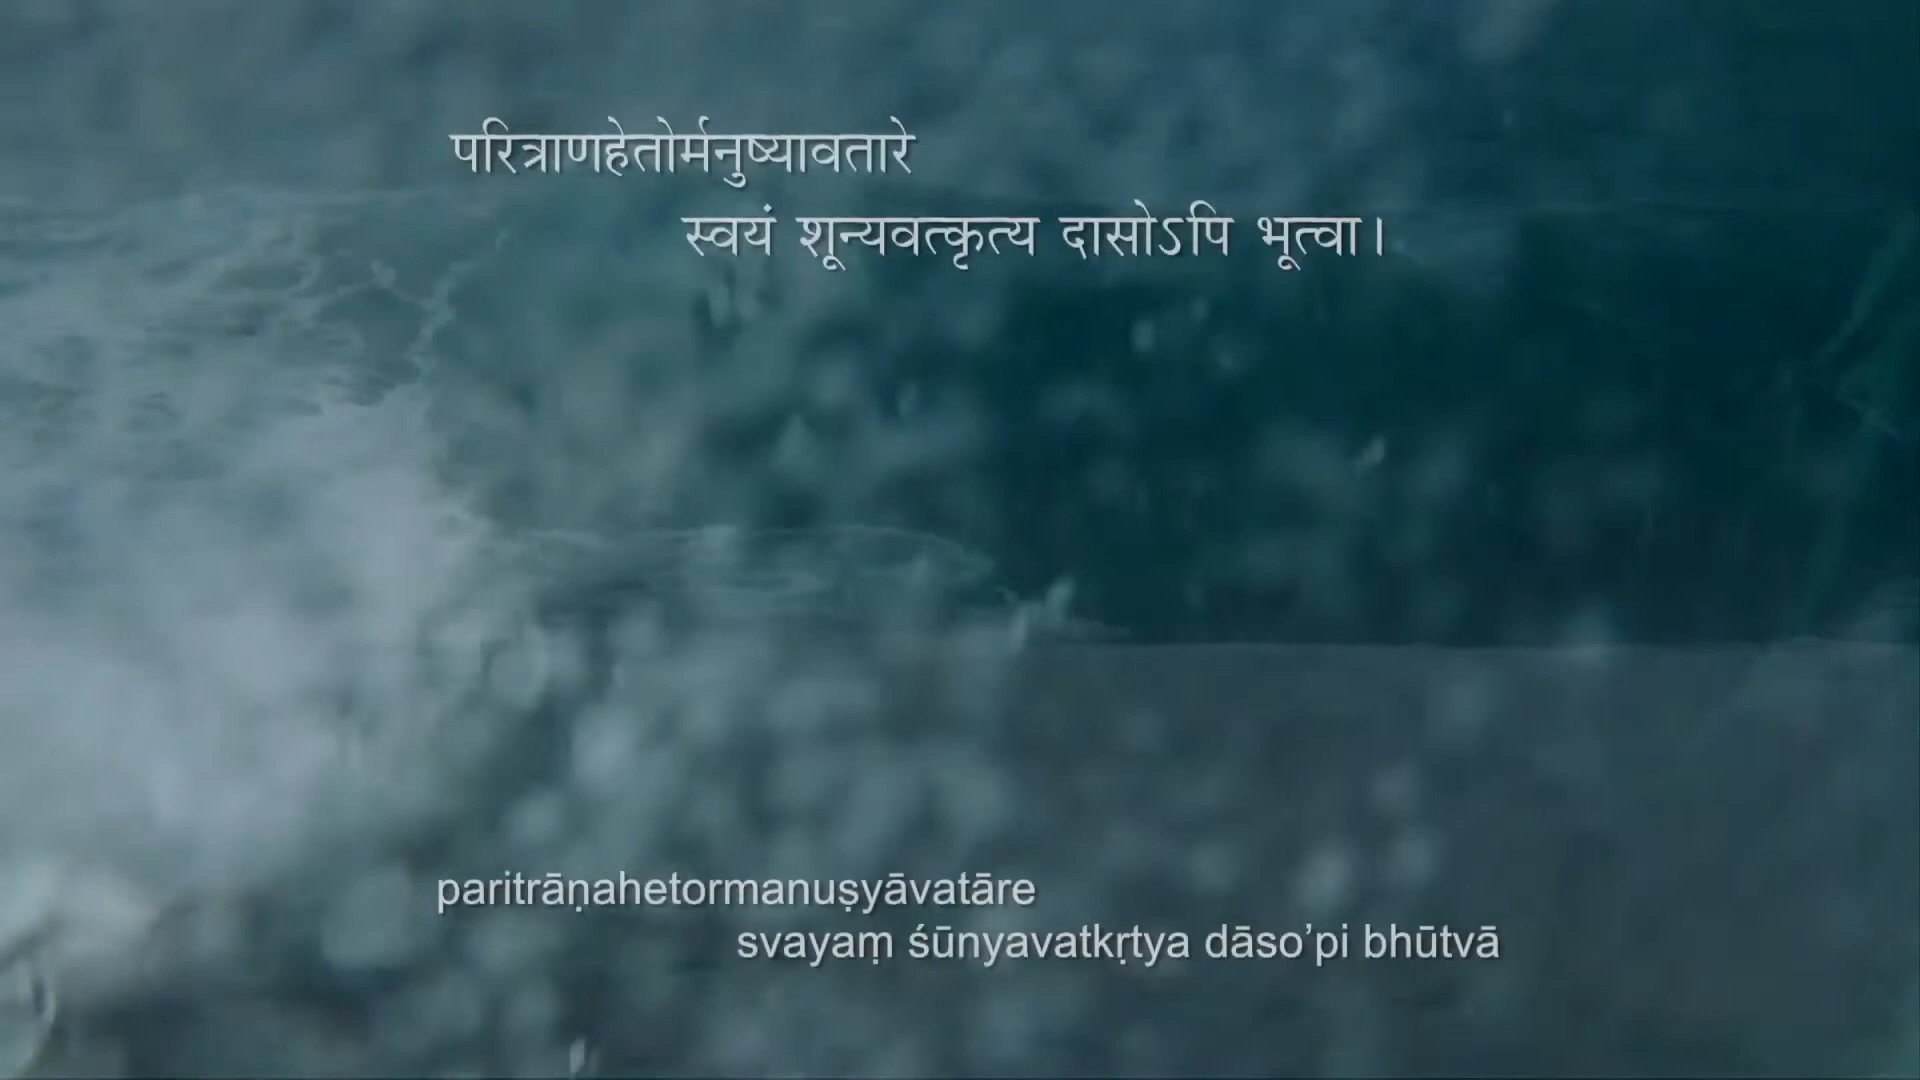 परित्राणहेतोर्मनुष्यावतारे
स्वयं शून्यवत्कृत्य दासोऽपि भूत्वा।
paritrāṇahetormanuṣyāvatāre
svayaṃ śūnyavatkṛtya dāso’pi bhūtvā